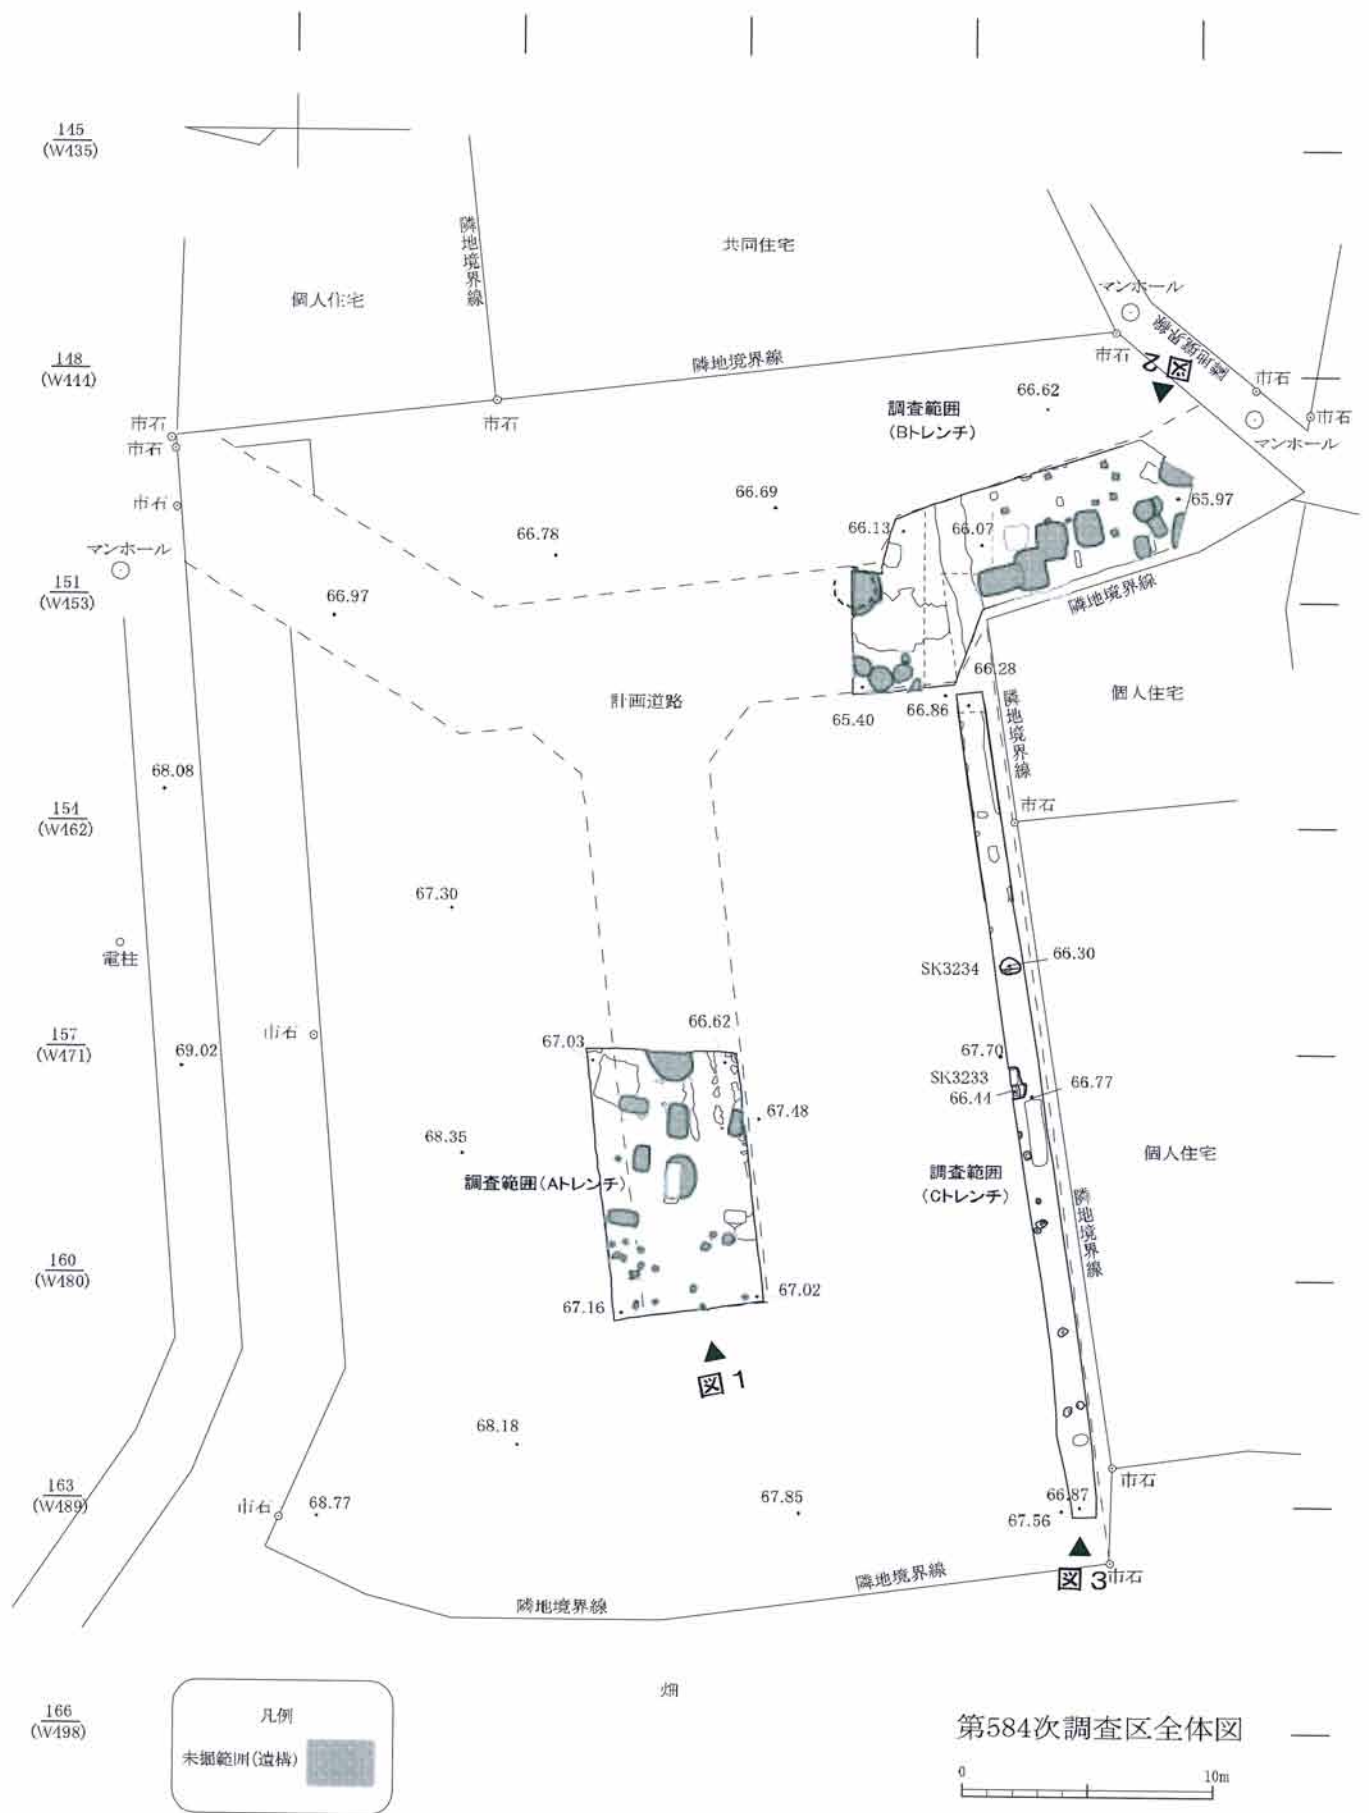 145
(W435)
隣地境界線
共同住宅
個人住宅
マンホール
隣地境界線
148
(W444)
隣地境界線
市石
図2
市石
市石
66.62
調査範囲
(Bトレンチ)
マンホール
市石
市石
市石
市石
66.69
65.97
66.13
66.07
66.78
マンホール
151
(W453)
66.97
隣地境界線
66.28
計画道路
65.40
66.86
隣地境界線
個人住宅
68.08
154
(W462)
市石
67.30
電柱
SK3234
66.30
157
(W471)
市石
67.03
66.62
69.02
67.70
SK3233
66.44
66.77
67.48
68.35
調査範囲(Aトレンチ)
調査範囲
(Cトレンチ)
個人住宅
隣地境界線
160
(W480)
67.16
67.02
図1
68.18
163
(W489)
市石
68.77
67.85
66.87
67.56
市石
図3
市石
隣地境界線
隣地境界線
畑
166
(W498)
凡例
未掘範囲(遺構)
第584次調査区全体図
0
10m